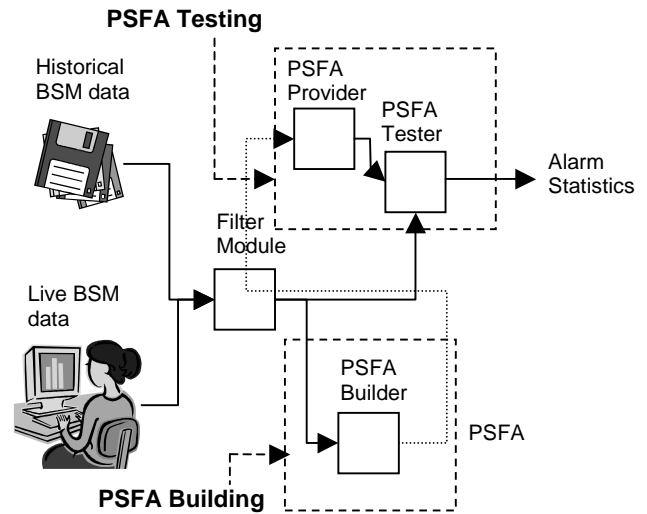 PSFA Testing
Historical
BSM data
PSFA
Provider
PSFA
Tester
Alarm
Statistics
Filter
Module
Live BSM
data
PSFA
Builder
PSFA
PSFA Building